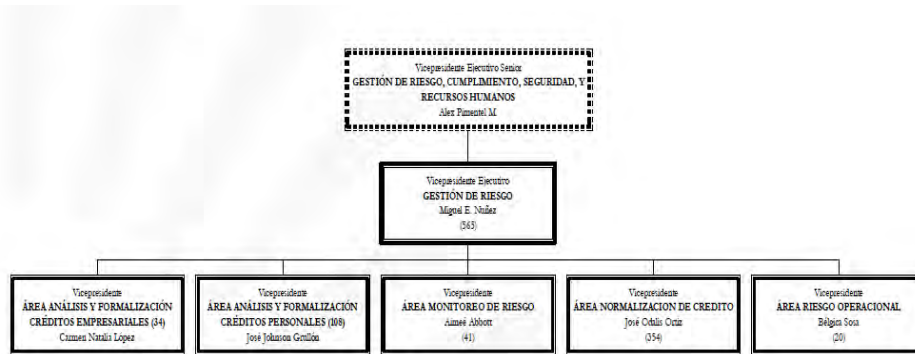 Vicepresidente Ejecutivo Senior
GESTIÓN DE RIESGO, CUMPLIMIENTO, SEGURIDAD, Y
RECURSOS HUMANOS
Alex Pimentel M.
Vicepresidente Ejecutivo
GESTIÓN DE RIESGO
Miguel E. Nuñez
(563)
Vicepresidente
ÁREA ANÁLISIS Y FORMALIZACIÓN
CRÉDITOS EMPRESARIALES (34)
Carmen Natalia López
Vicepresidente
ÁREA ANÁLISIS Y FORMALIZACIÓN
CRÉDITOS PERSONALES (108)
José Johnson Grullón
Vicepresidente
ÁREA MONITOREO DE RIESGO
Aimeé Abbott
(41)
Vicepresidente
ÁREA NORMALIZACION DE CREDITO
José Odalis Ortiz
(354)
Vicepresidente
ÁREA RIESGO OPERACIONAL
Bélgica Sosa
(20)